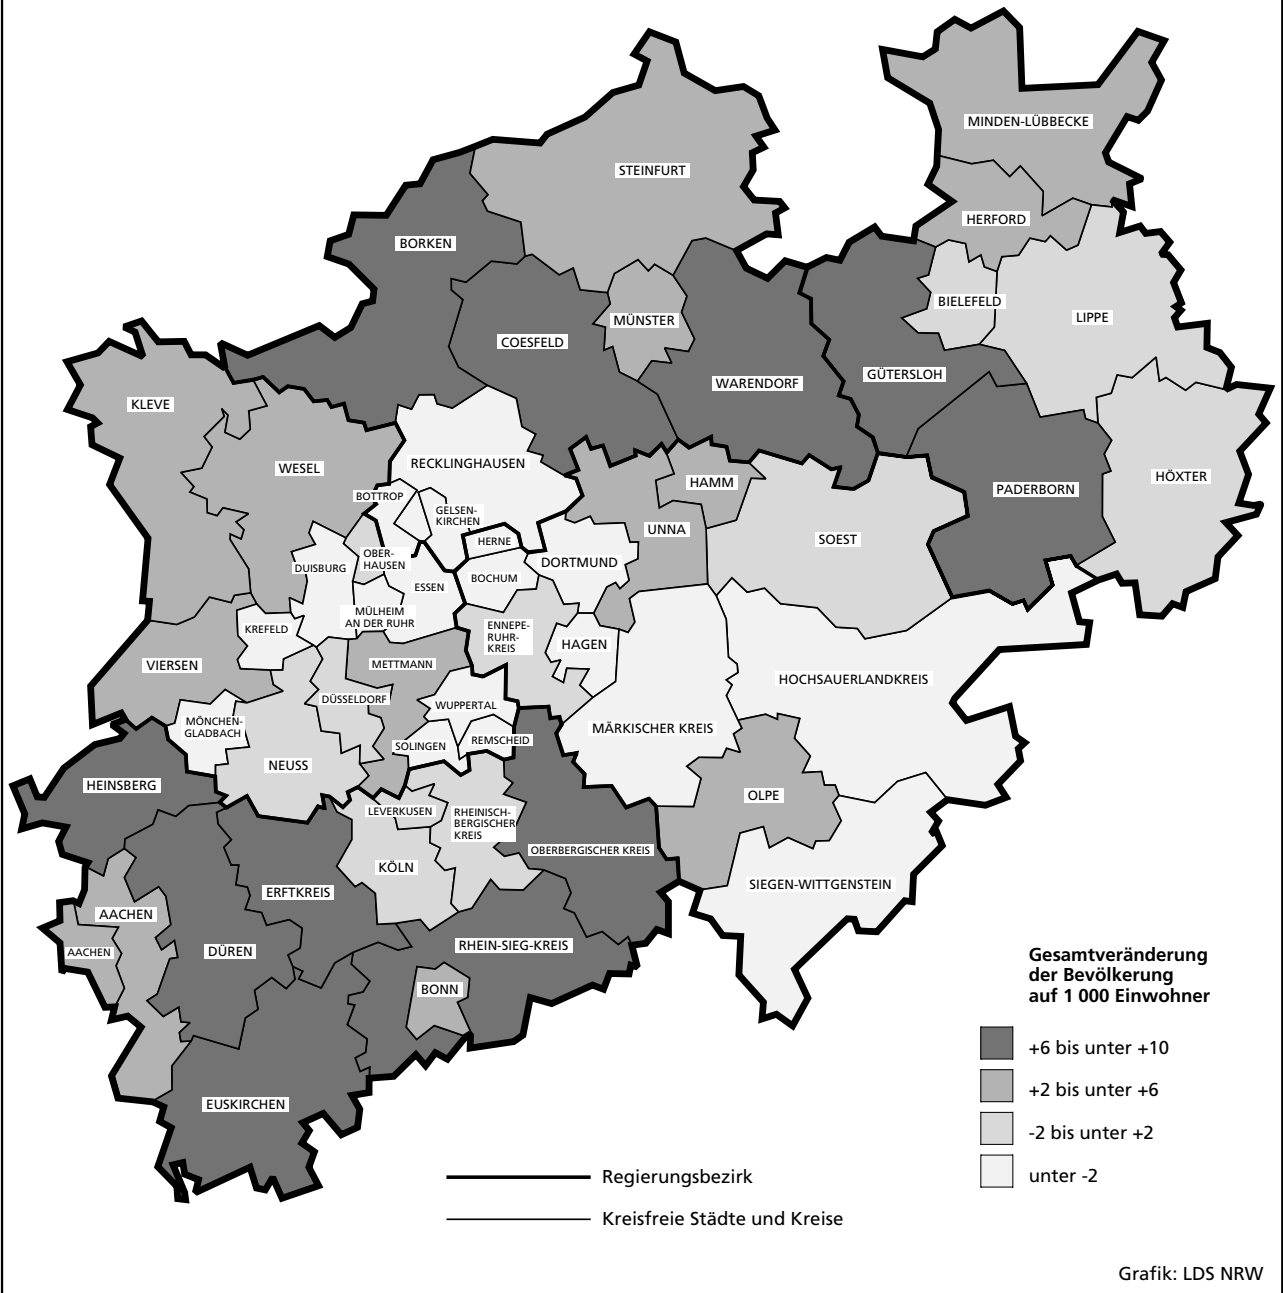 MINDEN-LÜBBECKE
STEINFURT
HERFORD
BORKEN
BIELEFELD
LIPPE
MÜNSTER
COESFELD
WARENDORF
GÜTERSLOH
KLEVE
RECKLINGHAUSEN
WESEL
HÖXTER
HAMM
PADERBORN
BOTTROP
GELSEN-
KIRCHEN
UNNA
SOEST
HERNE
OBER-
HAUSEN
DORTMUND
DUISBURG
BOCHUM
ESSEN
MÜLHEIM
AN DER RUHR
KREFELD
ENNEPE-
RUHR-
KREIS
HAGEN
VIERSEN
METTMANN
HOCHSAUERLANDKREIS
DÜSSELDORF
WUPPERTAL
MÖNCHEN-
GLADBACH
MÄRKISCHER KREIS
SOLINGEN
REMSCHEID
NEUSS
HEINSBERG
OLPE
LEVERKUSEN
RHEINISCH-
BERGISCHER
KREIS
OBERBERGISCHER KREIS
KÖLN
SIEGEN-WITTGENSTEIN
ERFTKREIS
AACHEN
RHEIN-SIEG-KREIS
AACHEN
DÜREN
BONN
EUSKIRCHEN
Gesamtveränderung
der Bevölkerung
auf 1 000 Einwohner
+6 bis unter +10
+2 bis unter +6
-2 bis unter +2
unter -2
Regierungsbezirk
Kreisfreie Städte und Kreise
Grafik: LDS NRW